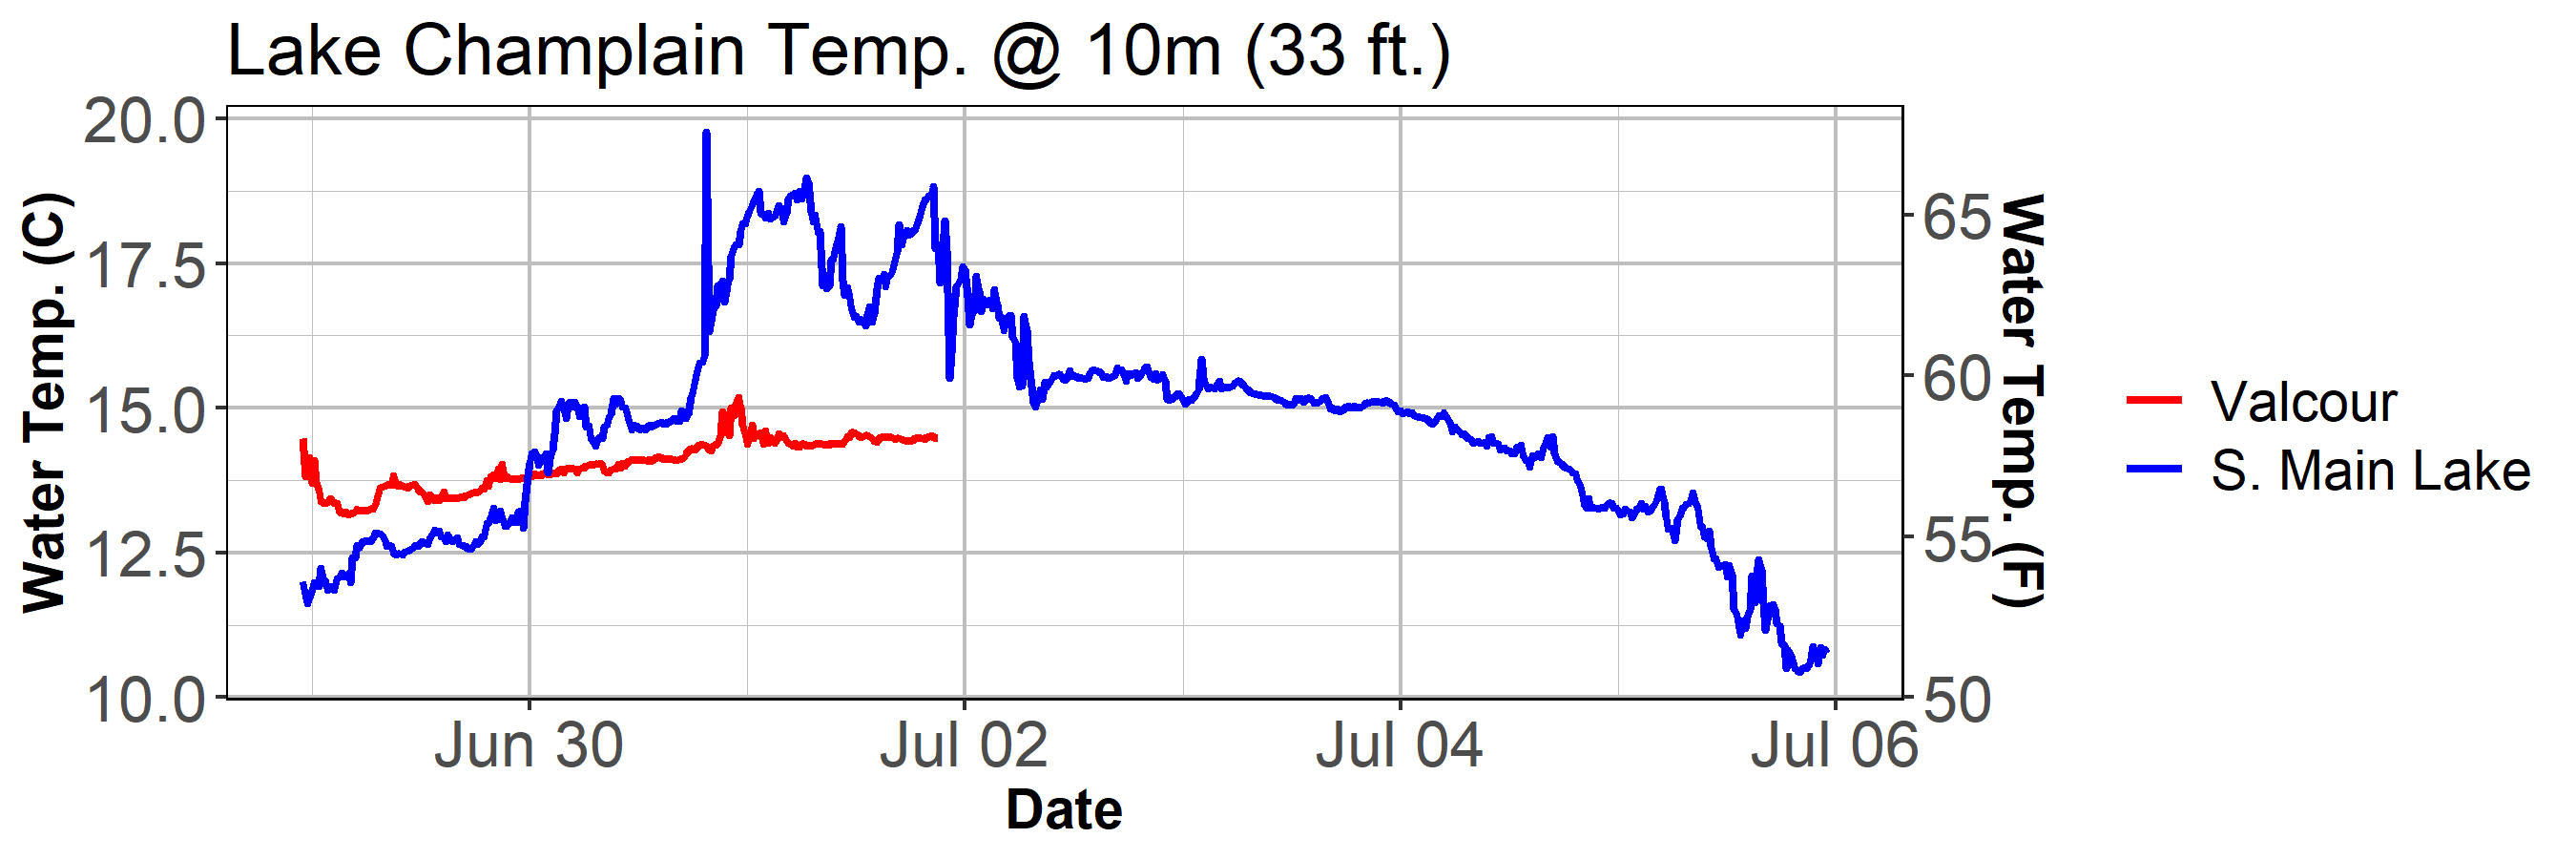 Lake Champlain Temp. @ 10m (33 ft.)
Water Temp. (C)
20.0
17.5
15.0
12.5
10.0
65
60
55
50
Water Temp. (F)
Jun 30
Jul 02
Jul 04
Jul 06
Date
Valcour
S. Main Lake